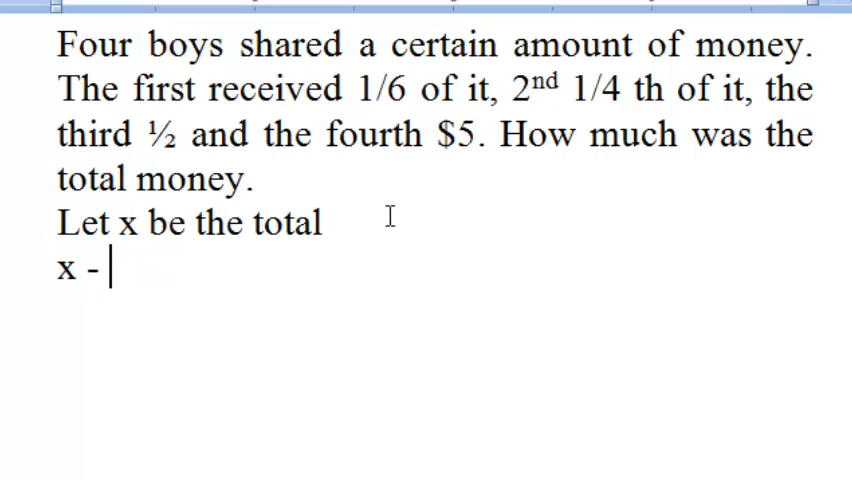 Four boys shared a certain amount of money.
The first received 1/6 of it, 2nd 1/4 th of it, the
third ½ and the fourth $5. How much was the
total money.
Let x be the total
x -